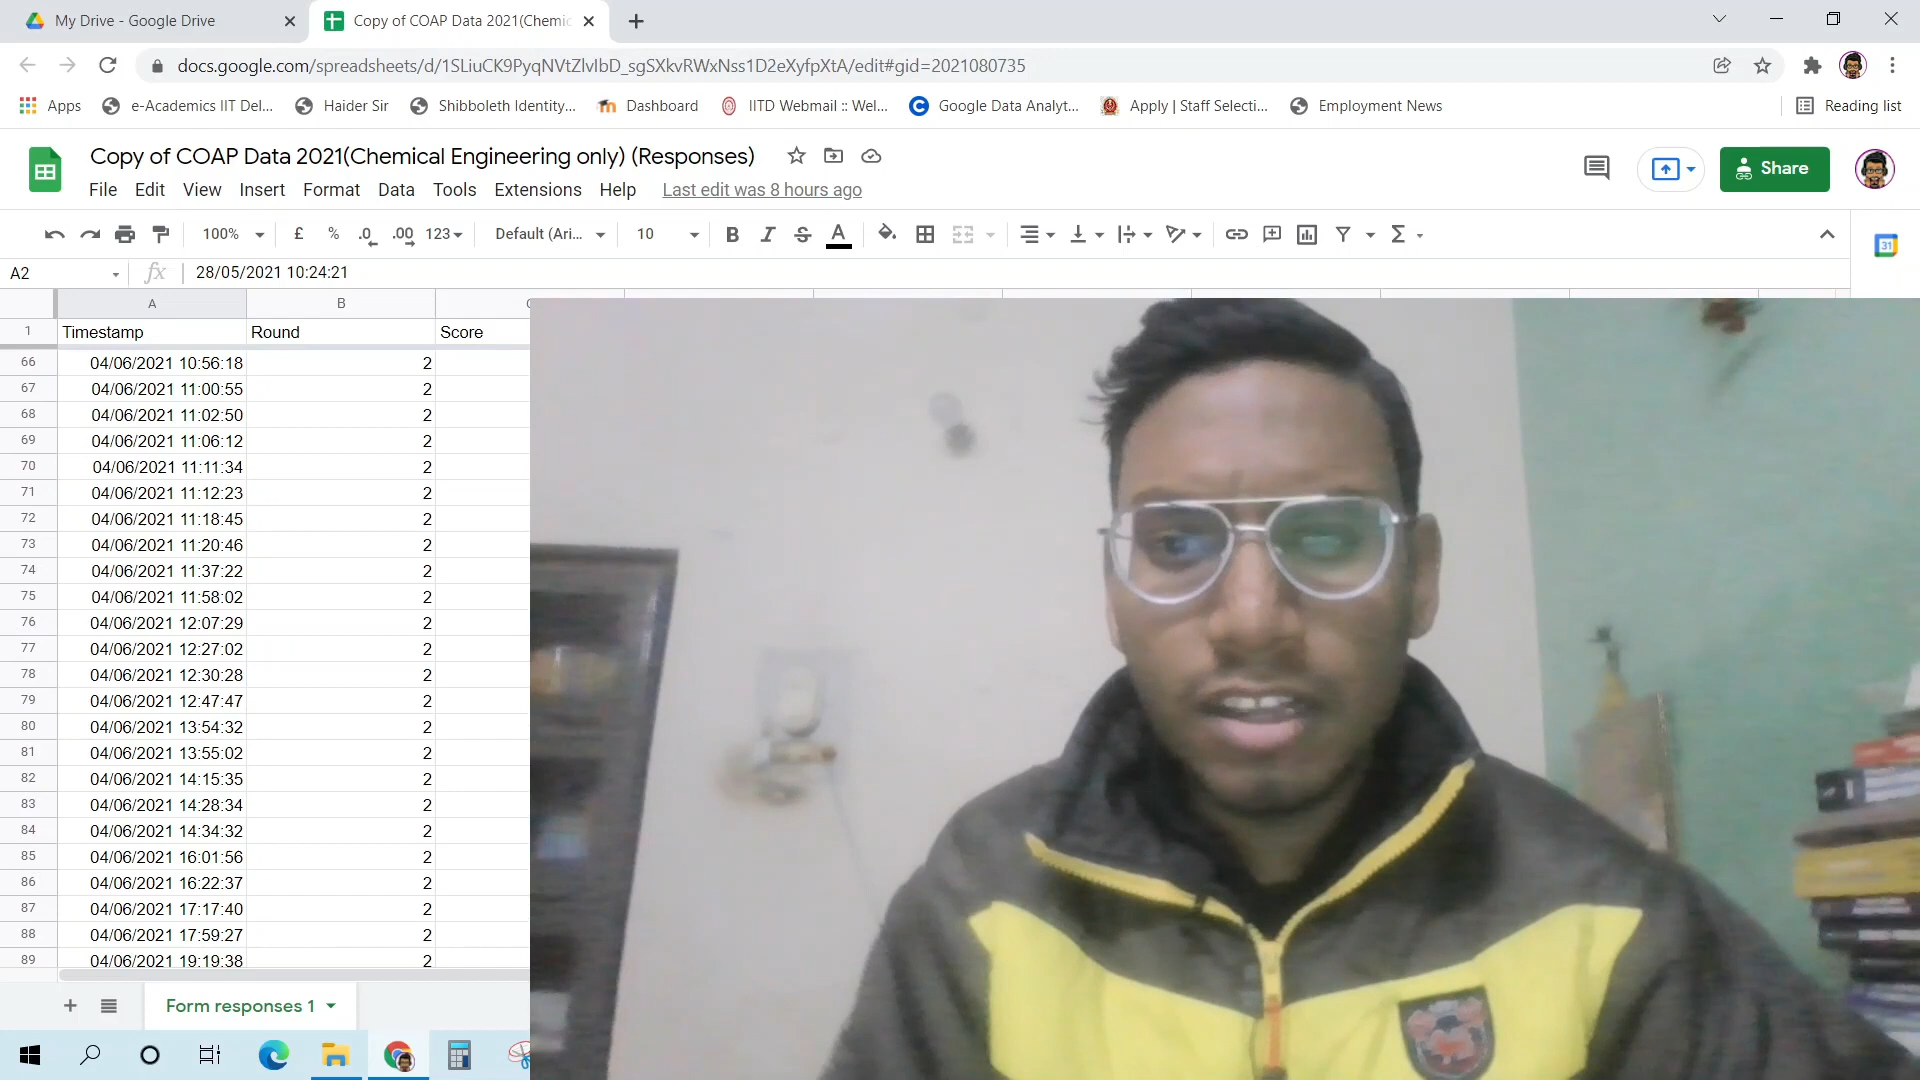 My Drive - Google Drive
Copy of COAP Data 2021(Chemic
docs.google.com/spreadsheets/d/1SLiuCK9PyqNVtZlvIbD_sgSXkvRWxNss1D2eXyfpXtA/edit#gid=2021080735
Apps e-Academics IIT Del... Haider Sir Shibboleth Identity... Dashboard IITD Webmail :: Wel... Google Data Analyt... Apply | Staff Selecti... Employment News Reading list
Copy of COAP Data 2021(Chemical Engineering only) (Responses)
Share
File Edit View Insert Format Data Tools Extensions Help Last edit was 8 hours ago
100% £ % .0 .00 123 Default (Ari... 10 B I S A Σ
31
A2 fx 28/05/2021 10:24:21
A B
1 Timestamp Round Score
66 04/06/2021 10:56:18 2
67 04/06/2021 11:00:55 2
68 04/06/2021 11:02:50 2
69 04/06/2021 11:06:12 2
70 04/06/2021 11:11:34 2
71 04/06/2021 11:12:23 2
72 04/06/2021 11:18:45 2
73 04/06/2021 11:20:46 2
74 04/06/2021 11:37:22 2
75 04/06/2021 11:58:02 2
76 04/06/2021 12:07:29 2
77 04/06/2021 12:27:02 2
78 04/06/2021 12:30:28 2
79 04/06/2021 12:47:47 2
80 04/06/2021 13:54:32 2
81 04/06/2021 13:55:02 2
82 04/06/2021 14:15:35 2
83 04/06/2021 14:28:34 2
84 04/06/2021 14:34:32 2
85 04/06/2021 16:01:56 2
86 04/06/2021 16:22:37 2
87 04/06/2021 17:17:40 2
88 04/06/2021 17:59:27 2
89 04/06/2021 19:19:38 2
Form responses 1